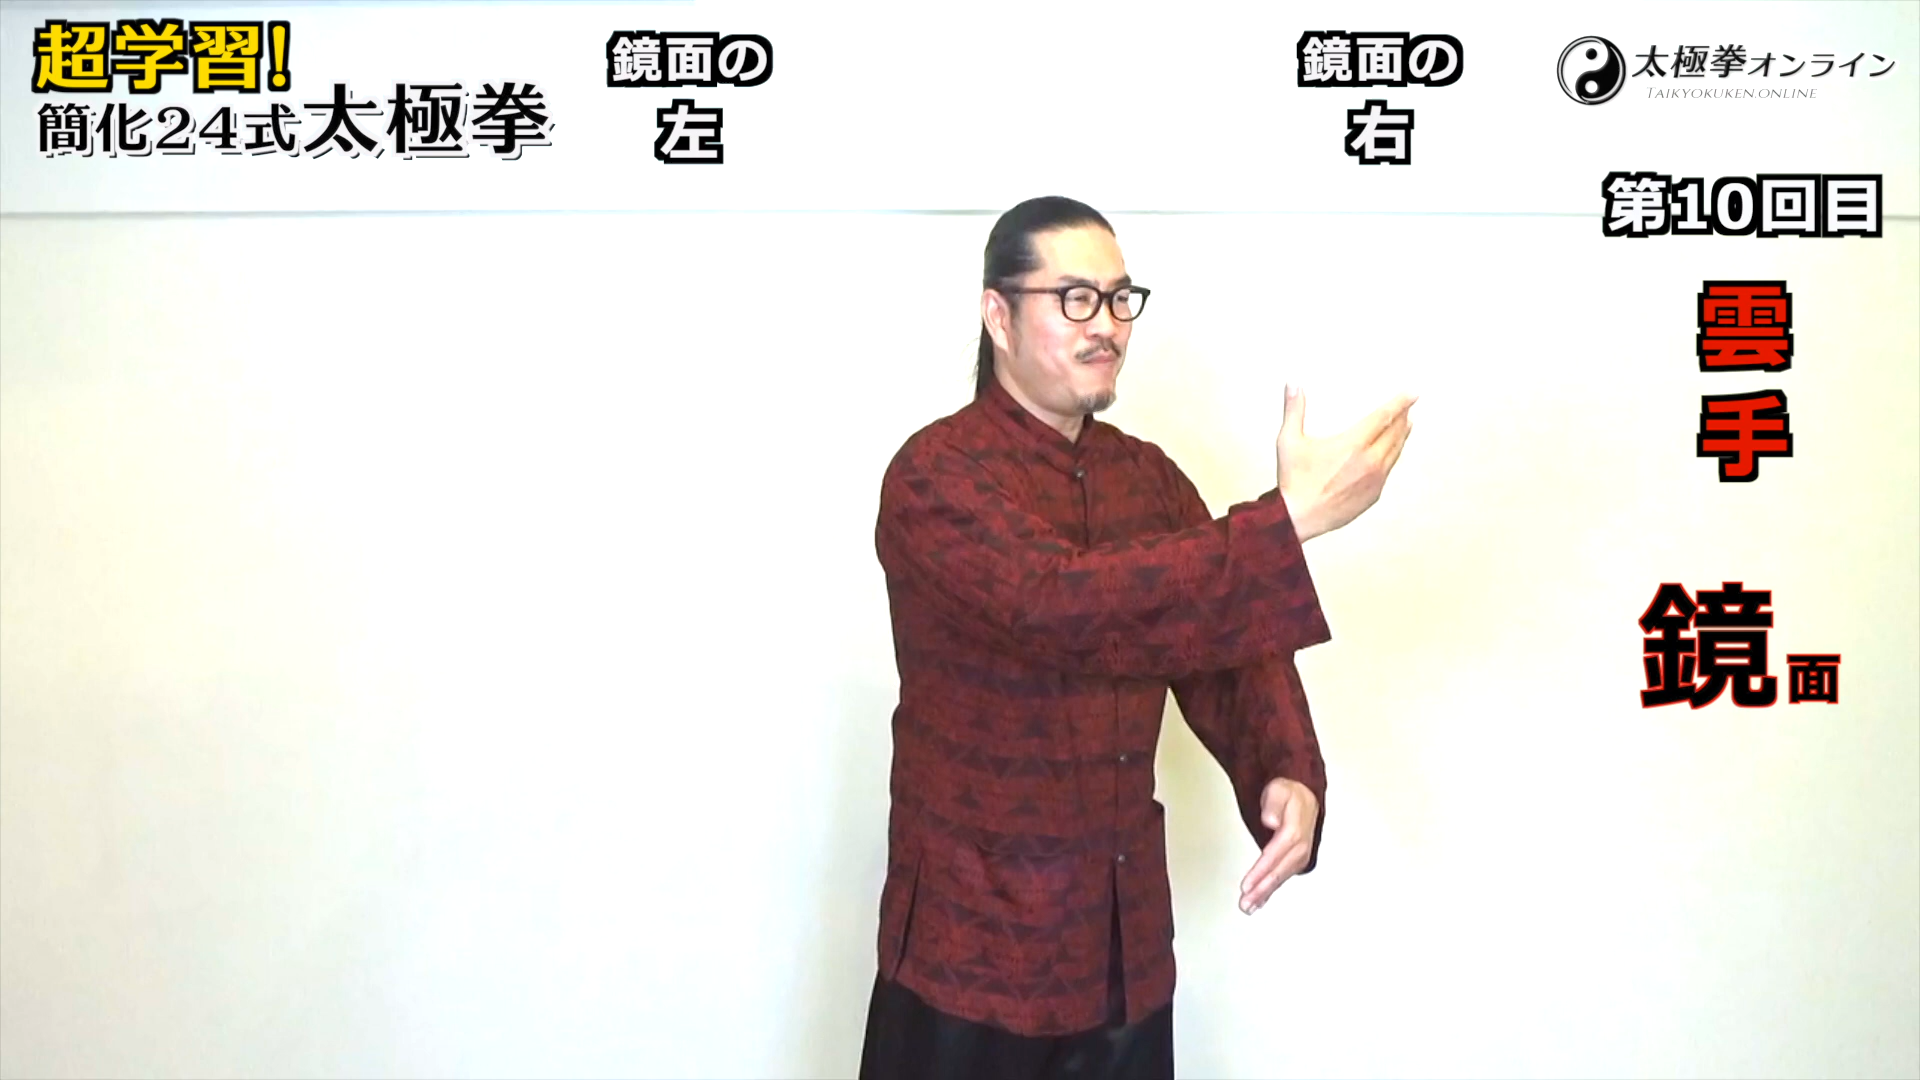 超学習!
簡化24式太極拳
鏡面の
左
鏡面の
右
太極拳オンライン
TAIKYOKUKEN.ONLINE
第10回目
雲手
鏡面